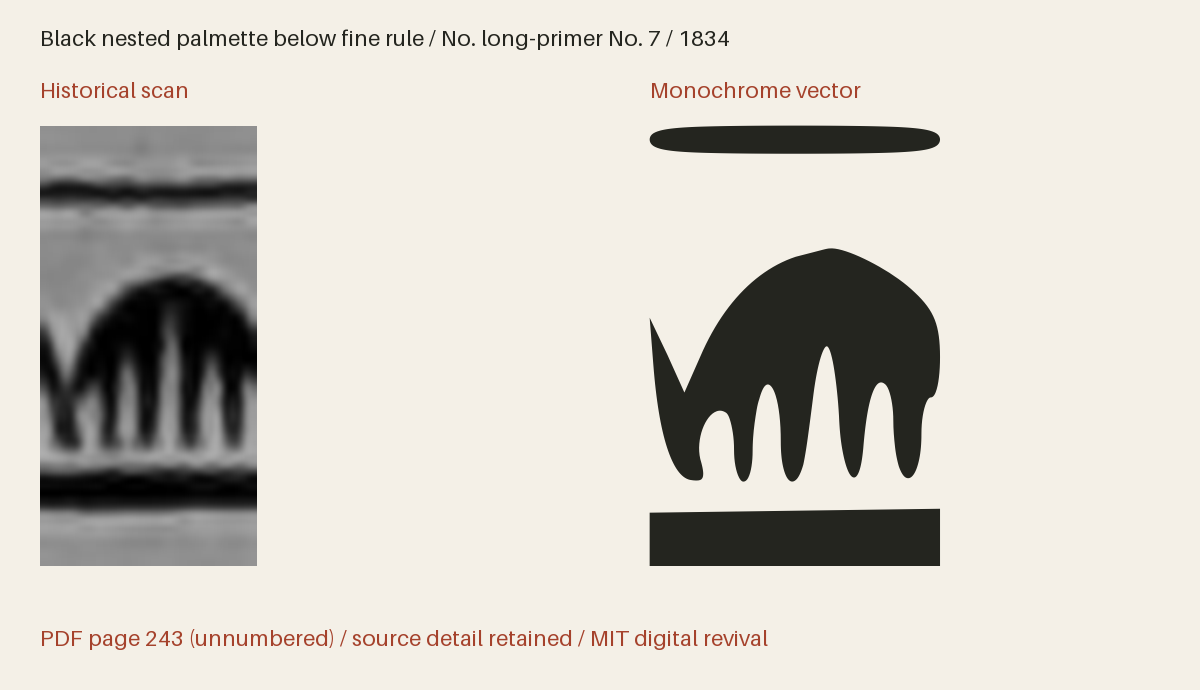 Black nested palmette below fine rule / No. long-primer No. 7 / 1834
Historical scan
Monochrome vector
PDF page 243 (unnumbered) / source detail retained / MIT digital revival